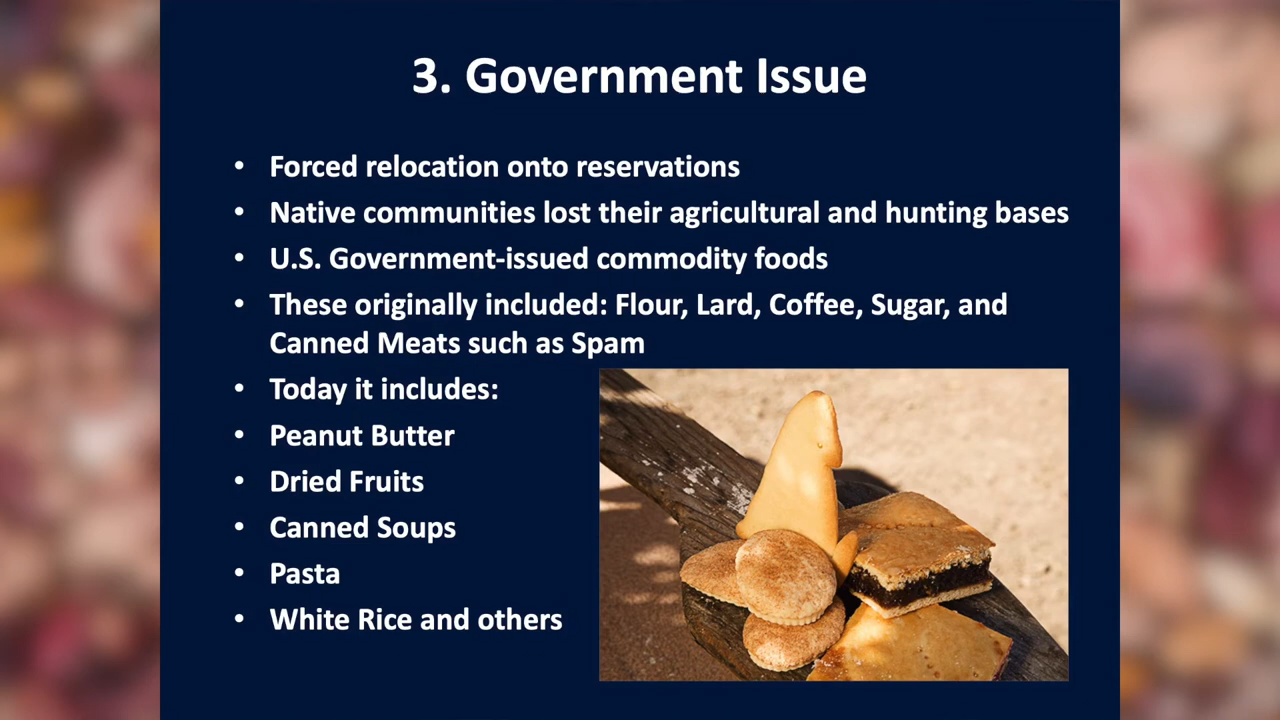 3. Government Issue
• Forced relocation onto reservations
• Native communities lost their agricultural and hunting bases
• U.S. Government-issued commodity foods
• These originally included: Flour, Lard, Coffee, Sugar, and
Canned Meats such as Spam
• Today it includes:
• Peanut Butter
• Dried Fruits
• Canned Soups
• Pasta
• White Rice and others